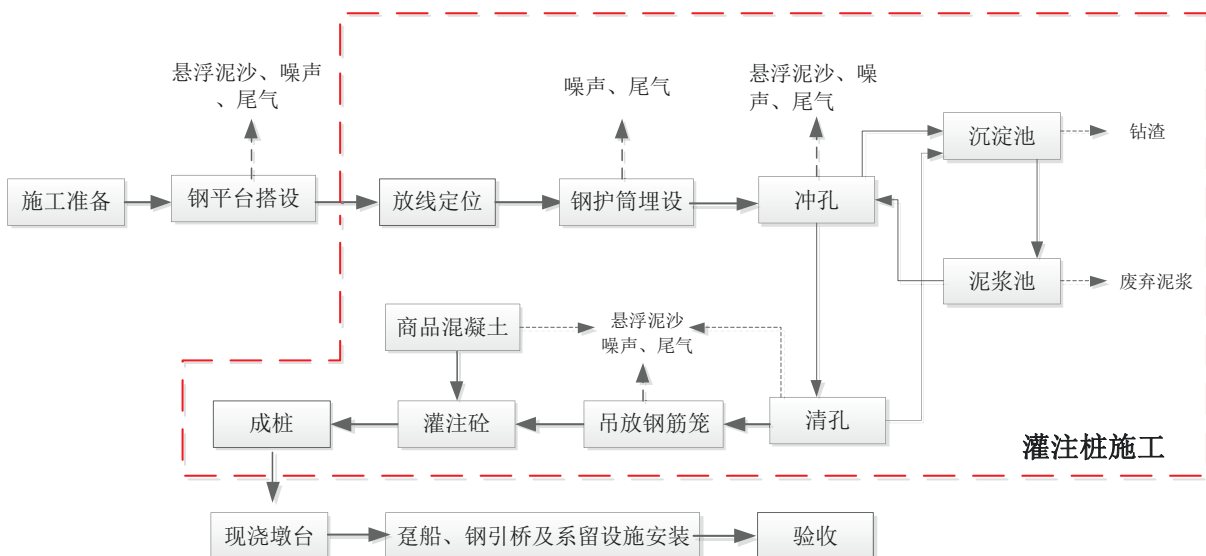 悬浮泥沙、噪声
、尾气
噪声、尾气
悬浮泥沙、噪
声、尾气
沉淀池
钻渣
施工准备
钢平台搭设
放线定位
钢护筒埋设
冲孔
泥浆池
废弃泥浆
商品混凝土
悬浮泥沙
噪声、尾气
成桩
灌注砼
吊放钢筋笼
清孔
灌注桩施工
现浇墩台
趸船、钢引桥及系留设施安装
验收